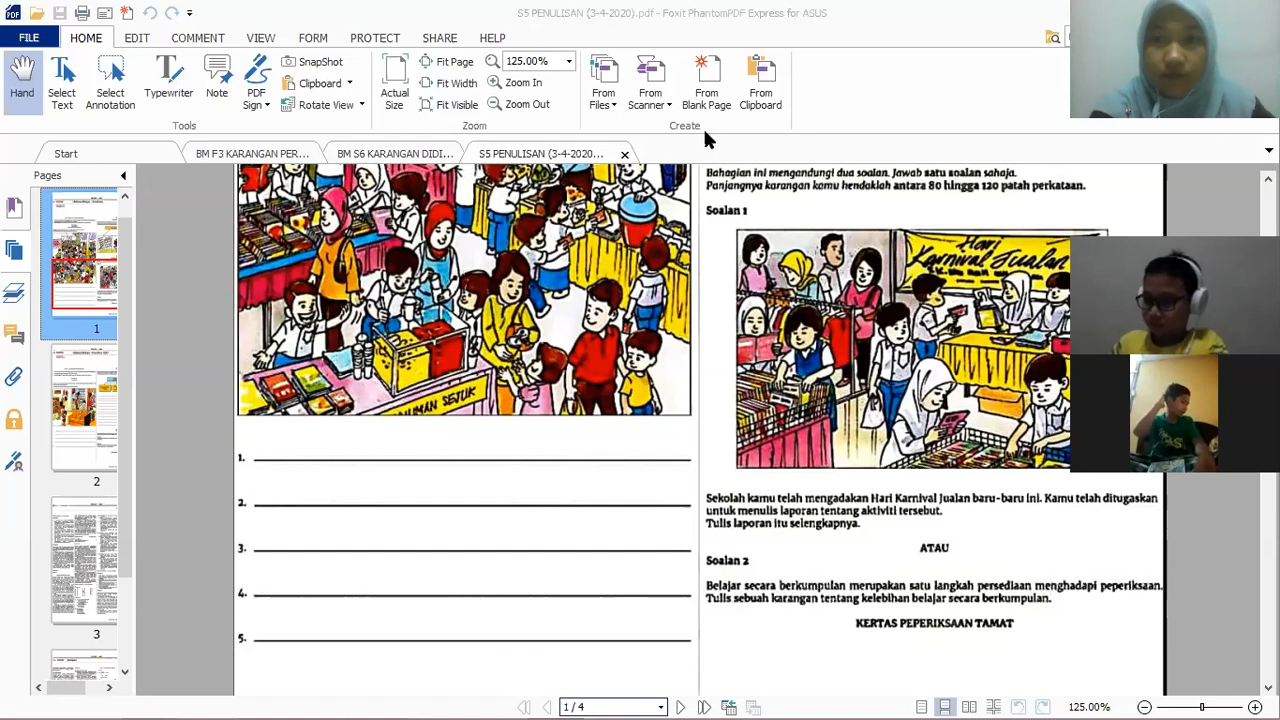 S5 PENULISAN (3-4-2020).pdf - Foxit PhantomPDF Express for ASUS
FILE HOME EDIT COMMENT VIEW FORM PROTECT SHARE HELP
Hand
Select Text
Select Annotation
Typewriter
Note
PDF Sign
SnapShot
Clipboard
Rotate View
Tools
Actual Size
Fit Page
Fit Width
Fit Visible
125.00%
Zoom In
Zoom Out
Zoom
From Files
From Scanner
From Blank Page
From Clipboard
Create
Start
BM F3 KARANGAN PER...
BM S6 KARANGAN DIDI...
S5 PENULISAN (3-4-2020...
Pages
1
2
3
MINUMAN SEJUK
1.
2.
3.
4.
5.
Bahagian ini mengandungi dua soalan. Jawab satu soalan sahaja.
Panjangnya karangan kamu hendaklah antara 80 hingga 120 patah perkataan.
Soalan 1
Hari
Karnival Jualan
Sekolah kamu telah mengadakan Hari Karnival Jualan baru-baru ini. Kamu telah ditugaskan
untuk menulis laporan tentang aktiviti tersebut.
Tulis laporan itu selengkapnya.
ATAU
Soalan 2
Belajar secara berkumpulan merupakan satu langkah persediaan menghadapi peperiksaan.
Tulis sebuah karangan tentang kelebihan belajar secara berkumpulan.
KERTAS PEPERIKSAAN TAMAT
1 / 4
125.00%